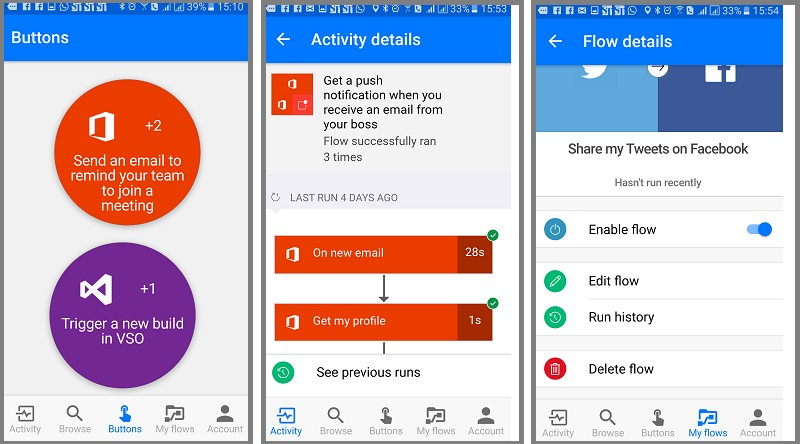 39% 15:10
Buttons
+2
Send an email to
remind your team
to join a
meeting
+1
Trigger a new build
in VSO
Activity
Browse
Buttons
My flows
Account
33% 15:53
Activity details
Get a push
notification when you
receive an email from
your boss
Flow successfully ran
3 times
LAST RUN 4 DAYS AGO
On new email
28s
Get my profile
1s
See previous runs
Activity
Browse
Buttons
My flows
Account
33% 15:54
Flow details
Share my Tweets on Facebook
Hasn't run recently
Enable flow
Edit flow
Run history
Delete flow
Activity
Browse
Buttons
My flows
Account